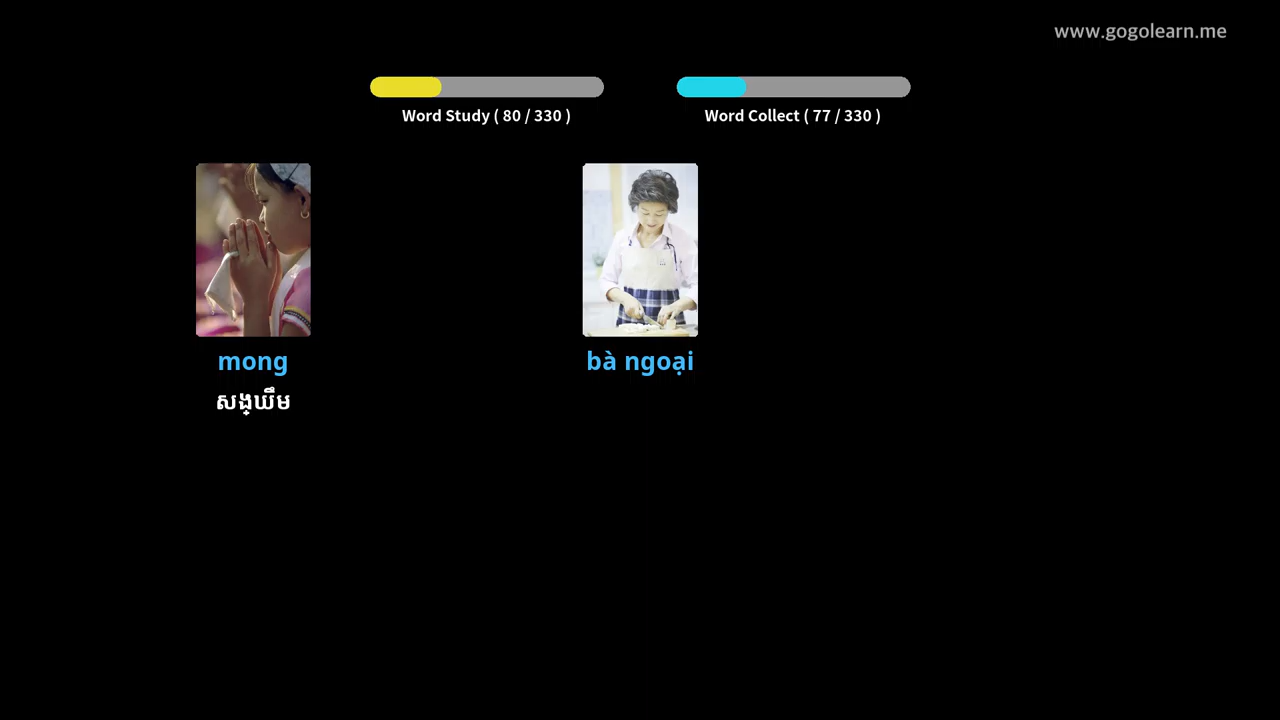 www.gogolearn.me
Word Study ( 80 / 330 )
Word Collect ( 77 / 330 )
mong
bà ngoại
សង្ឃឹម